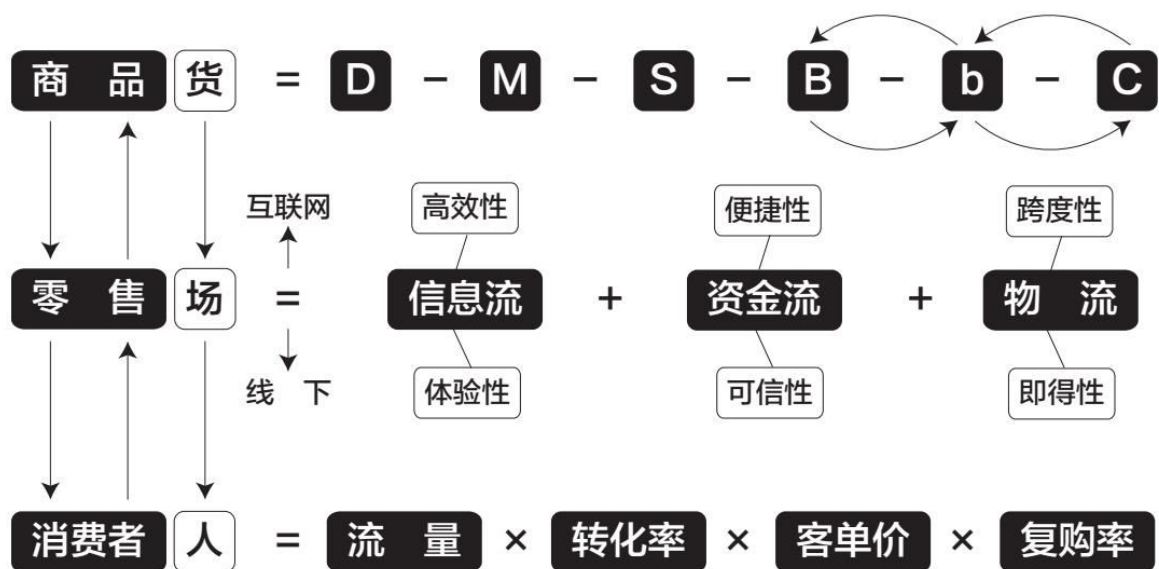 商品 货 = D - M - S - B - b - C
互联网 高效性 便捷性 跨度性
零售 场 = 信息流 + 资金流 + 物流
线下 体验性 可信性 即得性
消费者 人 = 流量 × 转化率 × 客单价 × 复购率